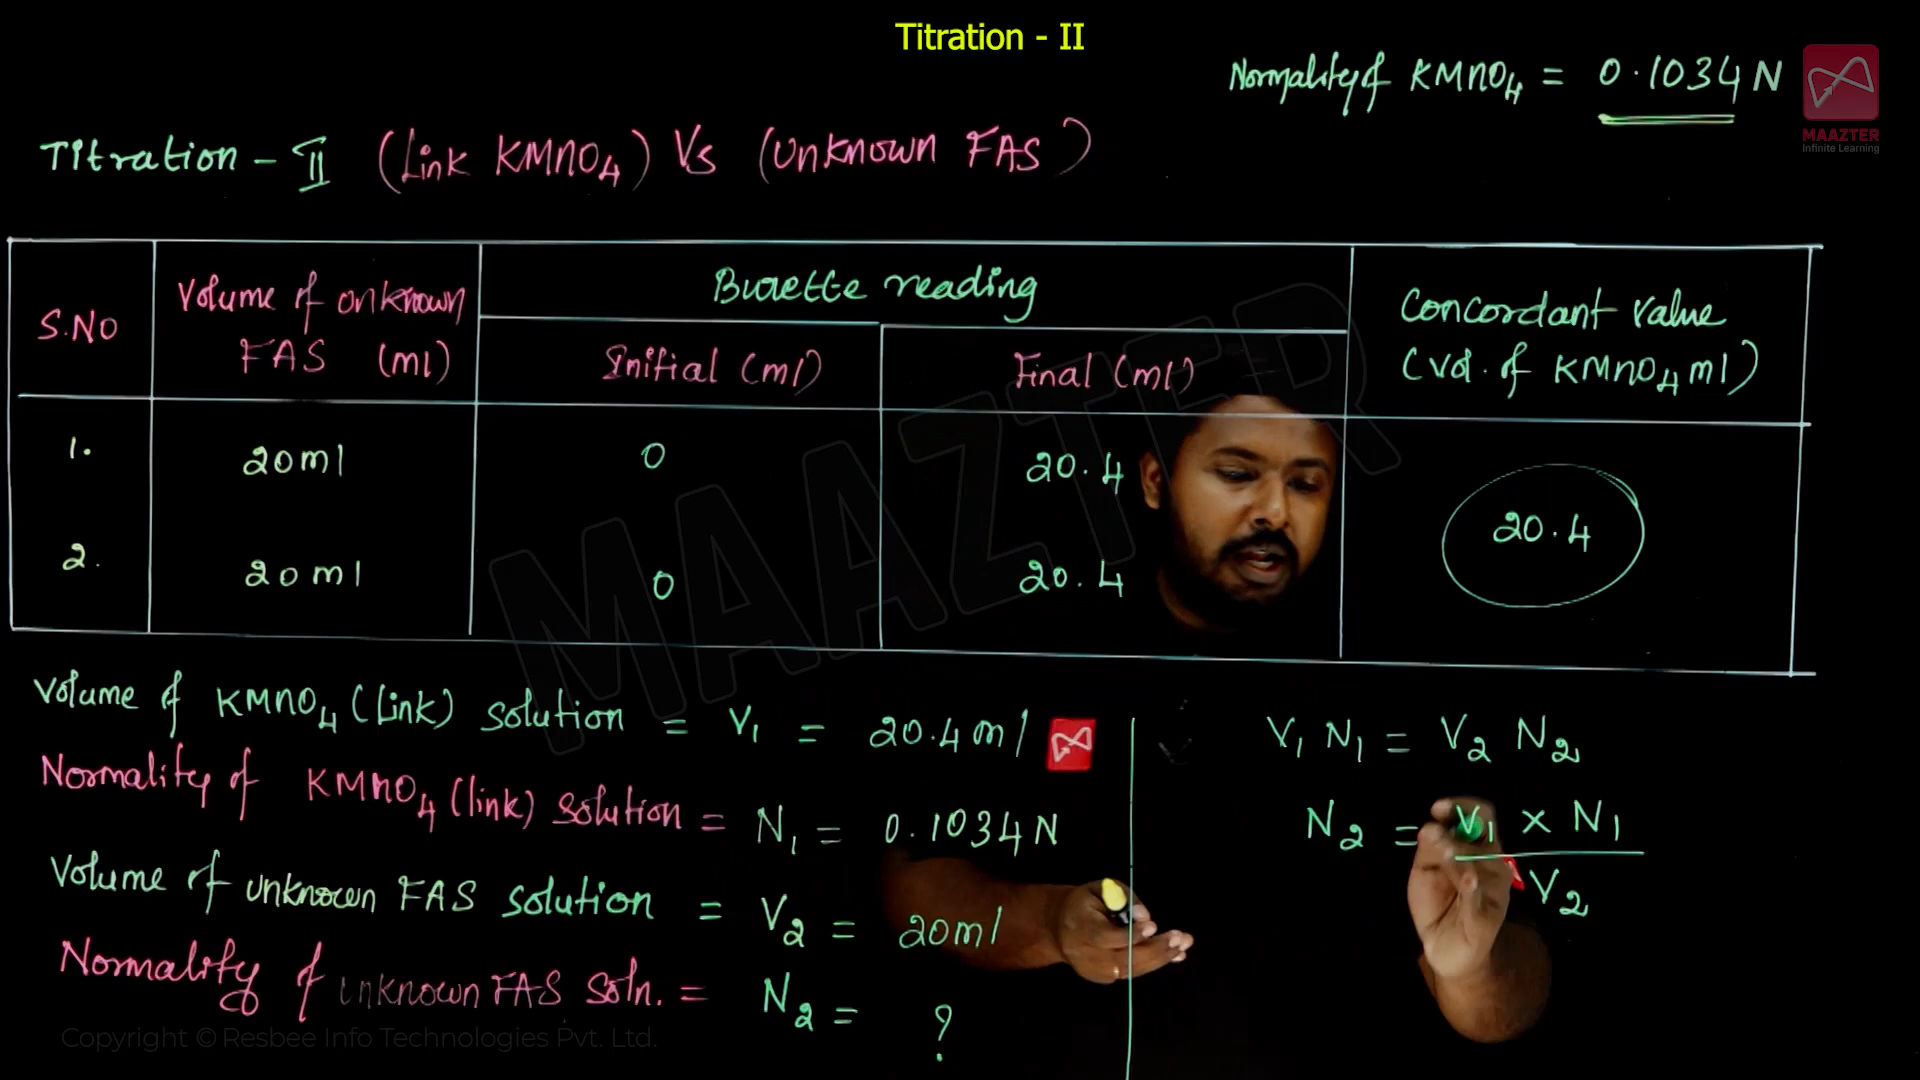 Titration - II
Normality of KMnO4 = 0.1034 N
MAAZTER
Infinite Learning
Titration - II (Link KMnO4) Vs (Unknown FAS)
S.NO
Volume of unknown FAS (ml)
Burette reading
Initial (ml)
Final (ml)
Concordant Value (Vol. of KMnO4 ml)
1. 20ml 0 20.4
20.4
2. 20ml 0 20.4
MAAZTER
Volume of KMnO4 (Link) solution = V1 = 20.4ml
Normality of KMnO4 (link) solution = N1 = 0.1034N
Volume of unknown FAS solution = V2 = 20ml
Normality of unknown FAS soln. = N2 = ?
V1 N1 = V2 N2
N2 = V1 × N1
V2
Copyright © Resbee Info Technologies Pvt. Ltd.